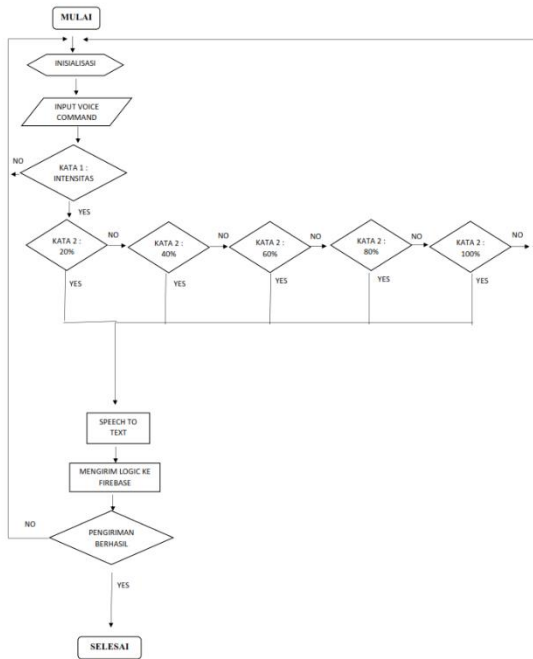 MULAI
INISIALISASI
INPUT VOICE
COMMAND
NO
KATA 1 :
INTENSITAS
YES
KATA 2 :
20%
NO
KATA 2 :
40%
NO
KATA 2 :
60%
NO
KATA 2 :
80%
NO
KATA 2 :
100%
NO
YES
YES
YES
YES
YES
SPEECH TO
TEXT
MENGIRIM LOGIC KE
FIREBASE
NO
PENGIRIMAN
BERHASIL
YES
SELESAI